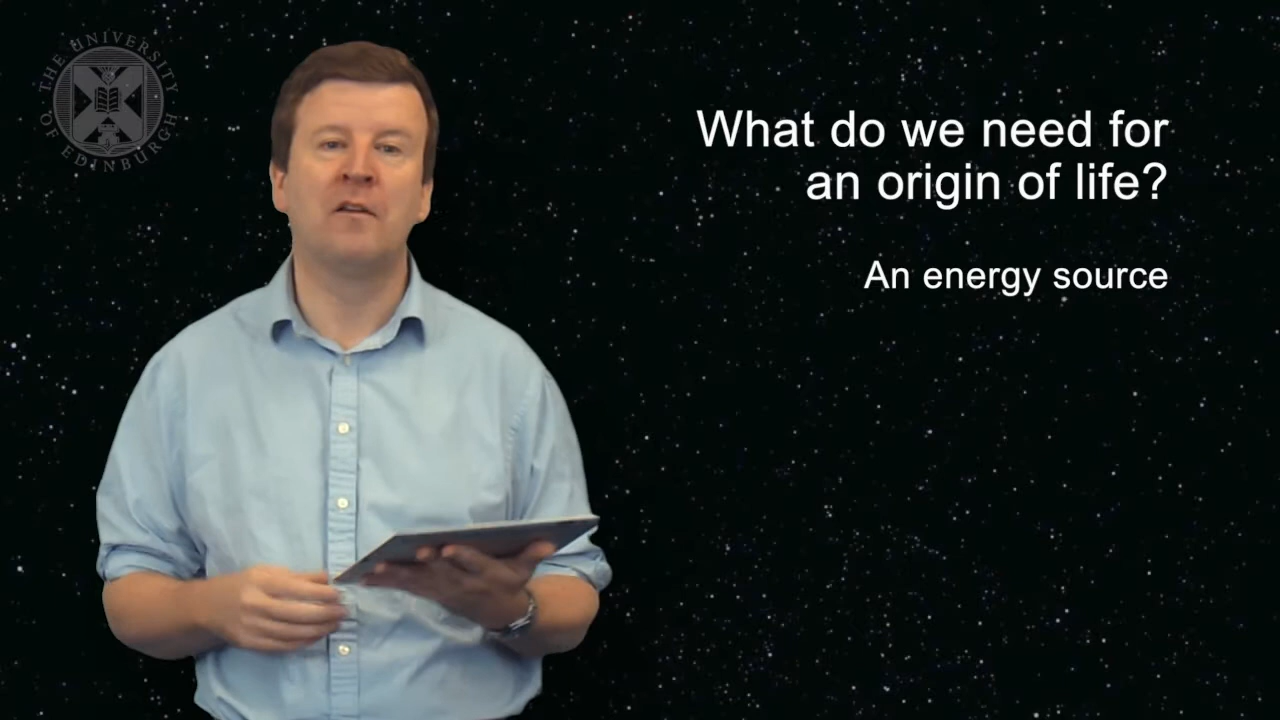 THE UNIVERSITY
OF EDINBURGH
What do we need for
an origin of life?
An energy source